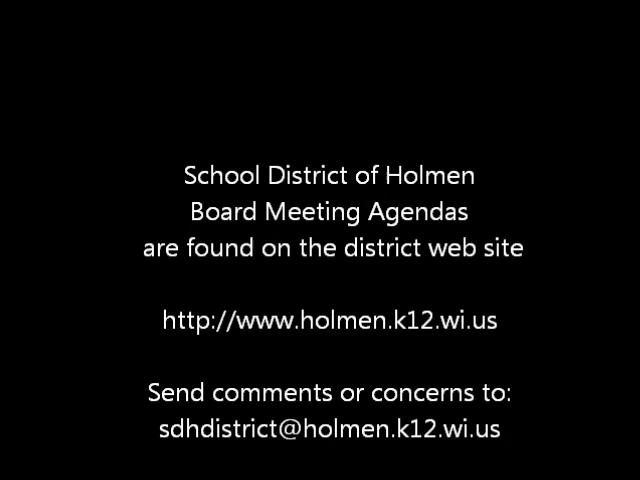 School District of Holmen
Board Meeting Agendas
are found on the district web site
http://www.holmen.k12.wi.us
Send comments or concerns to:
sdhdistrict@holmen.k12.wi.us